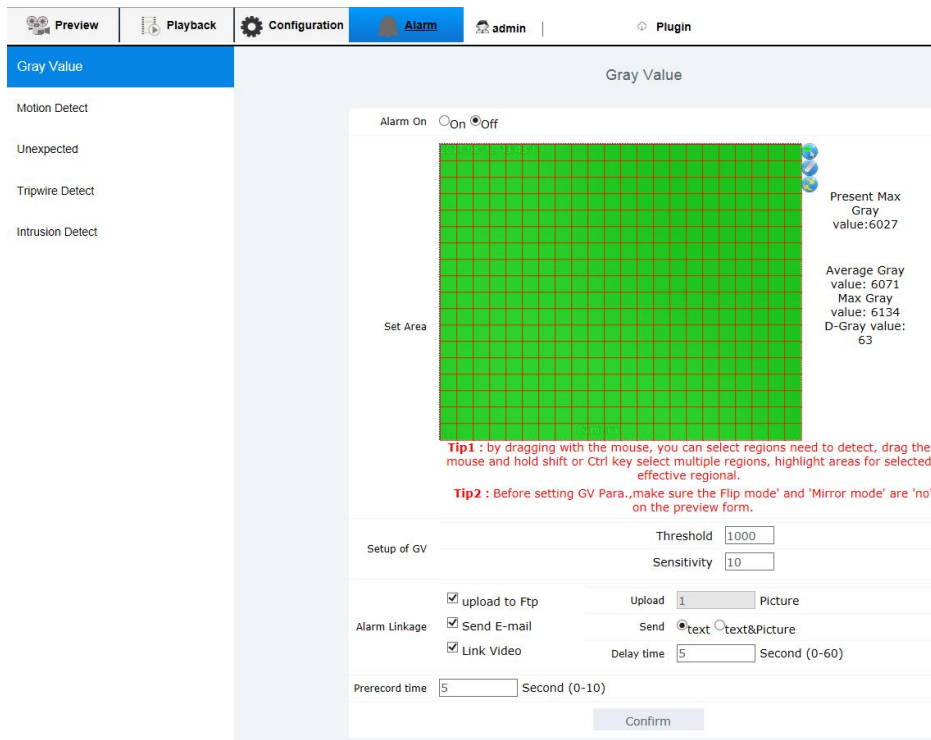 Preview Playback Configuration Alarm admin | Plugin
Gray Value
Motion Detect
Unexpected
Tripwire Detect
Intrusion Detect
Gray Value
Alarm On On Off
Set Area
Present Max
Gray
value:6027
Average Gray
value: 6071
Max Gray
value: 6134
D-Gray value:
63
Tip1 : by dragging with the mouse, you can select regions need to detect, drag the
mouse and hold shift or Ctrl key select multiple regions, highlight areas for selected
effective regional.
Tip2 : Before setting GV Para.,make sure the Flip mode' and 'Mirror mode' are 'no'
on the preview form.
Setup of GV
Threshold 1000
Sensitivity 10
Alarm Linkage
upload to Ftp Upload 1 Picture
Send E-mail Send text text&Picture
Link Video Delay time 5 Second (0-60)
Prerecord time 5 Second (0-10)
Confirm